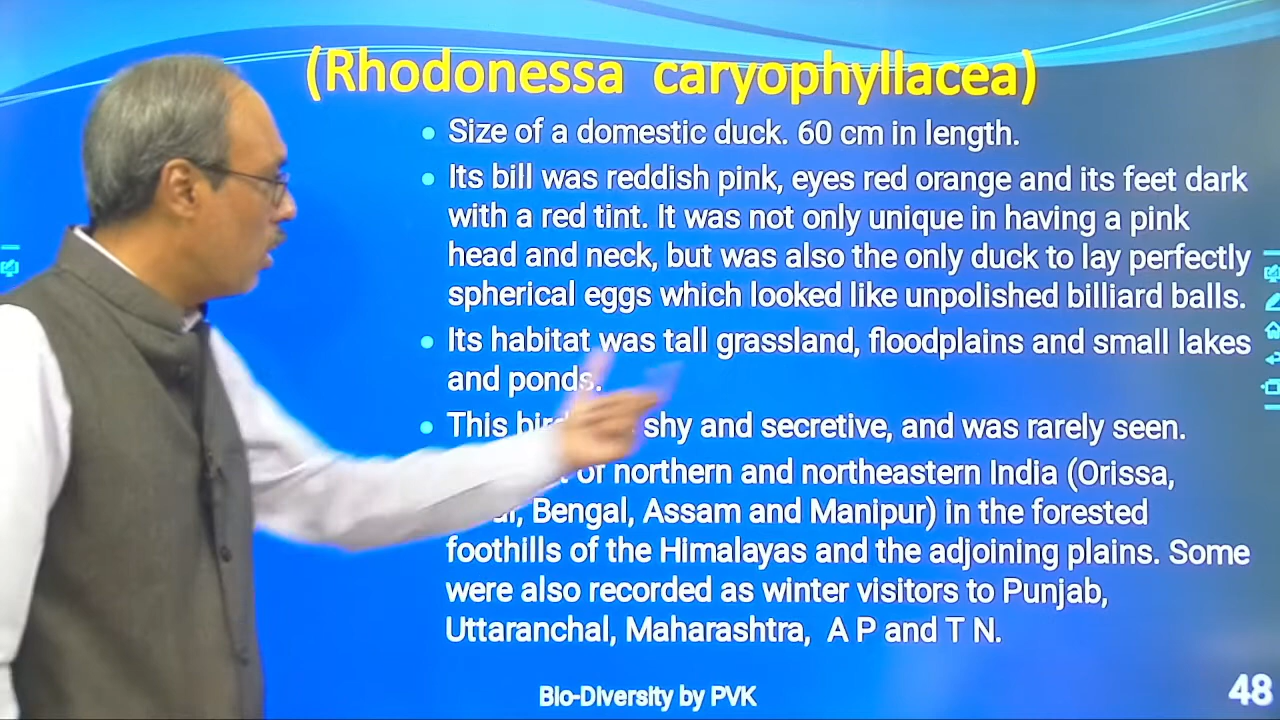 (Rhodonessa caryophyllacea)
Size of a domestic duck. 60 cm in length.
Its bill was reddish pink, eyes red orange and its feet dark
with a red tint. It was not only unique in having a pink
head and neck, but was also the only duck to lay perfectly
spherical eggs which looked like unpolished billiard balls.
Its habitat was tall grassland, floodplains and small lakes
and ponds.
This shy and secretive, and was rarely seen.
of northern and northeastern India (Orissa,
Bengal, Assam and Manipur) in the forested
foothills of the Himalayas and the adjoining plains. Some
were also recorded as winter visitors to Punjab,
Uttaranchal, Maharashtra, A P and T N.
Bio-Diversity by PVK
48